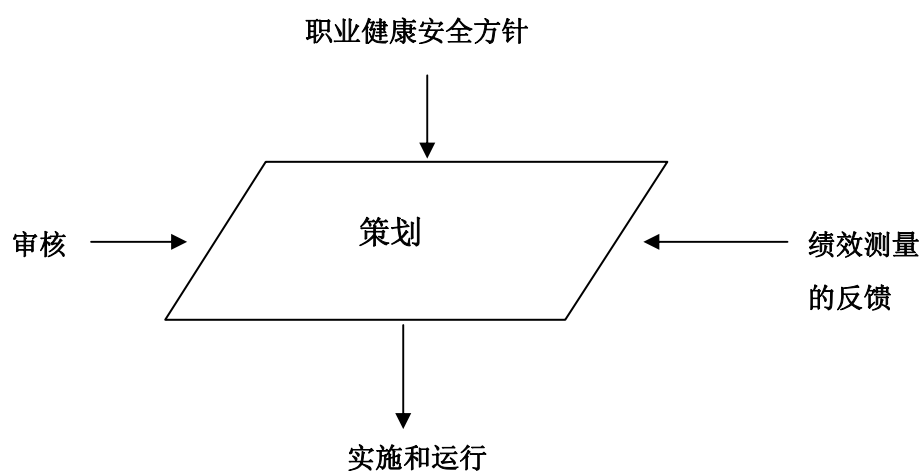 职业健康安全方针
策划
审核
绩效测量
的反馈
实施和运行